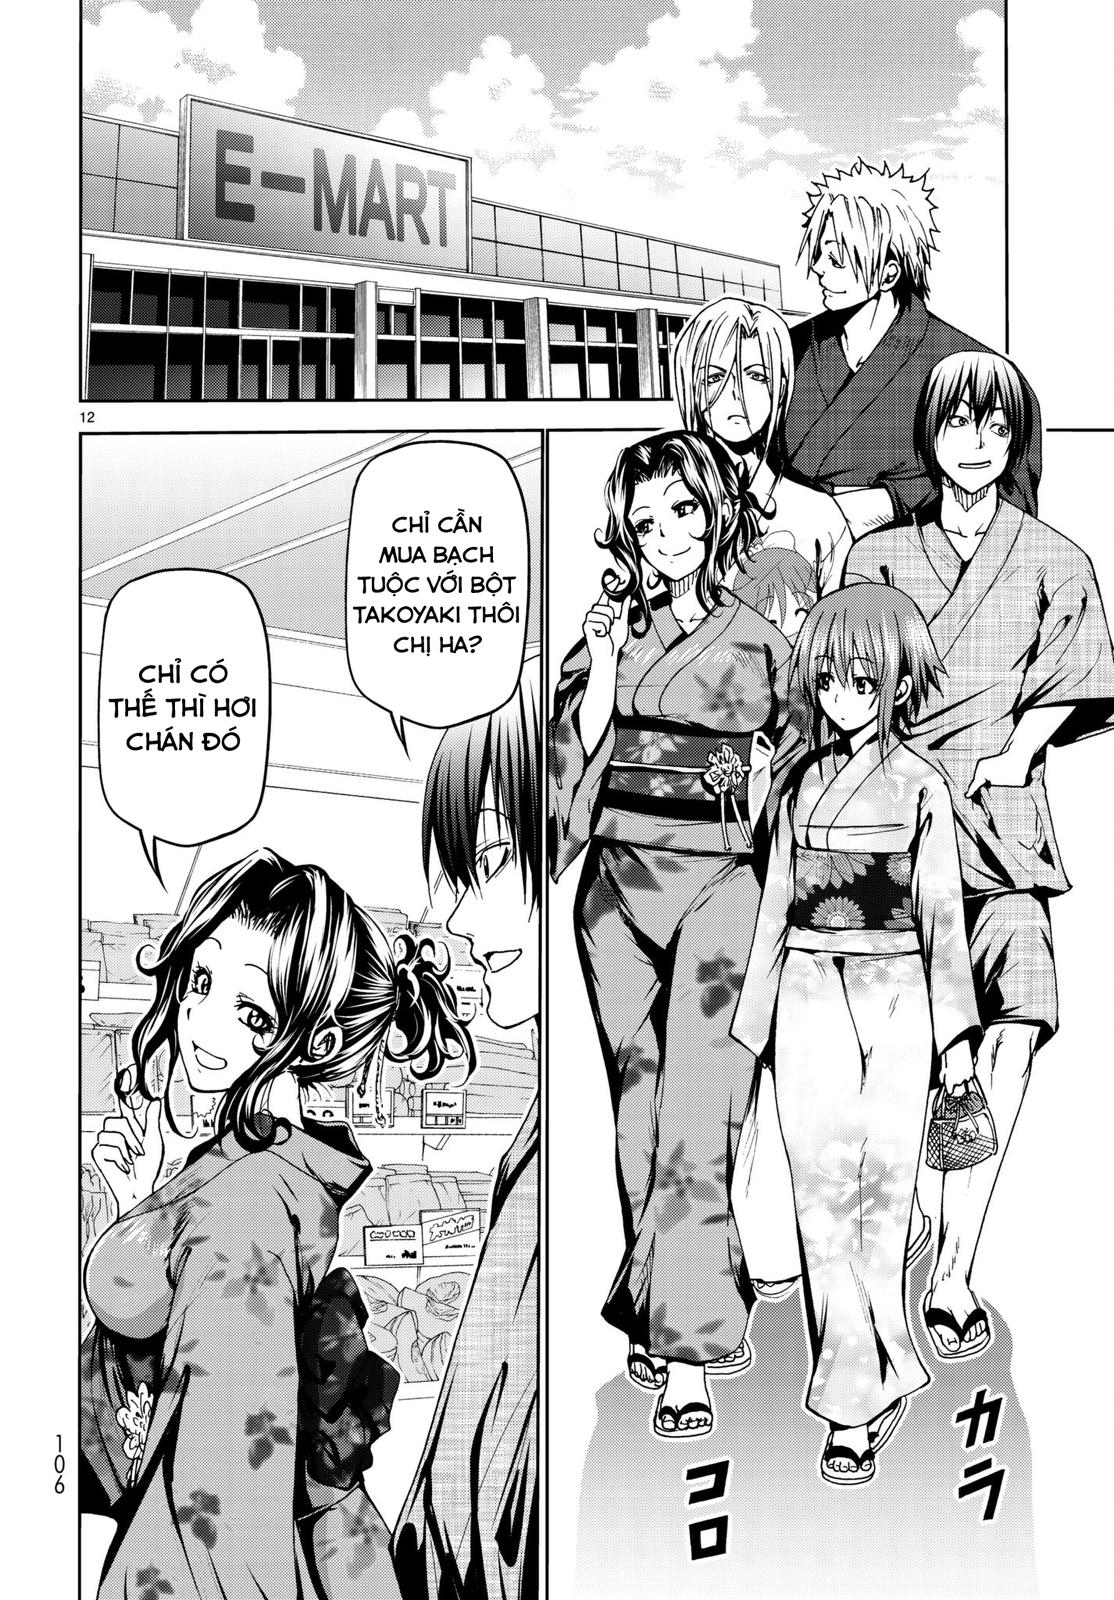 E-MART
12
カラ
コロ
CHỈ CẦN
MUA BẠCH
TUỘC VỚI BỘT
TAKOYAKI THÔI
CHỊ HA?
CHỈ CÓ
THẾ THÌ HƠI
CHÁN ĐÓ
106